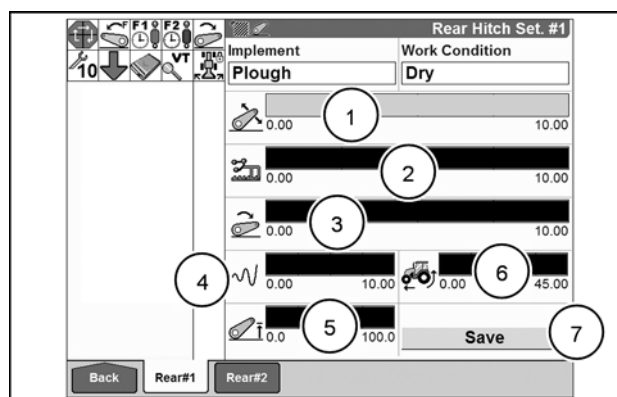 F F1 F2
Rear Hitch Set. #1
10 VT
Implement Work Condition
Plough Dry
1
0.00 10.00
2
0.00 10.00
3
0.00 10.00
4 6
0.00 10.00 0.00 45.00
5 7
0.0 100.0 Save
Back Rear#1 Rear#2